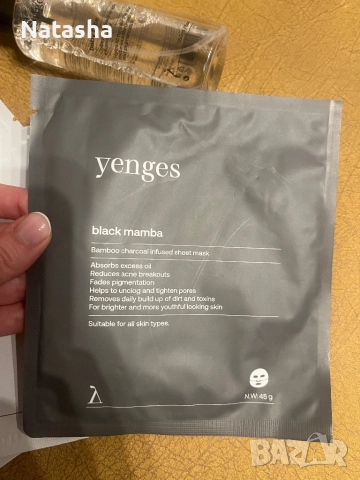 Natasha
yenges
black mamba
Bamboo charcoal infused sheet mask
Absorbs excess oil
Reduces acne breakouts
Fades pigmentation
Helps to unclog and tighten pores
Removes daily build up of dirt and toxins
For brighter and more youthful looking skin
Suitable for all skin types.
λ
N.W. 45 g
BAZAR
bg